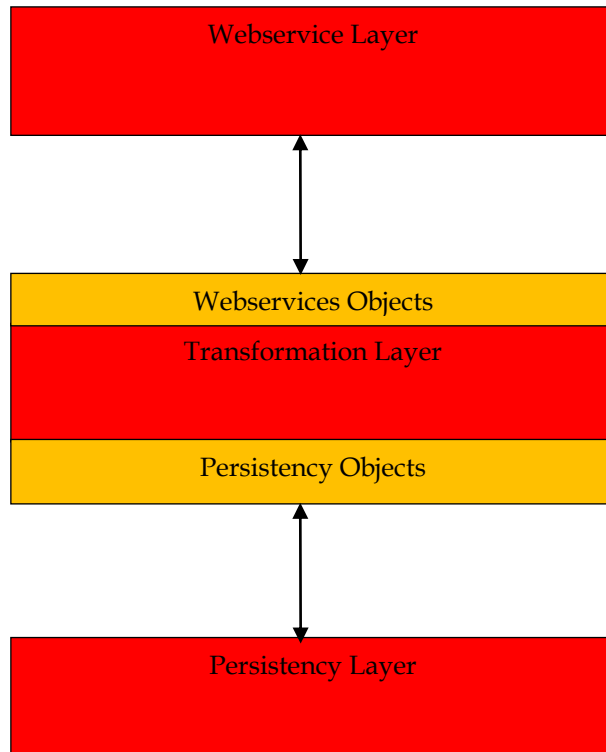 Webservice Layer
Webservices Objects
Transformation Layer
Persistency Objects
Persistency Layer